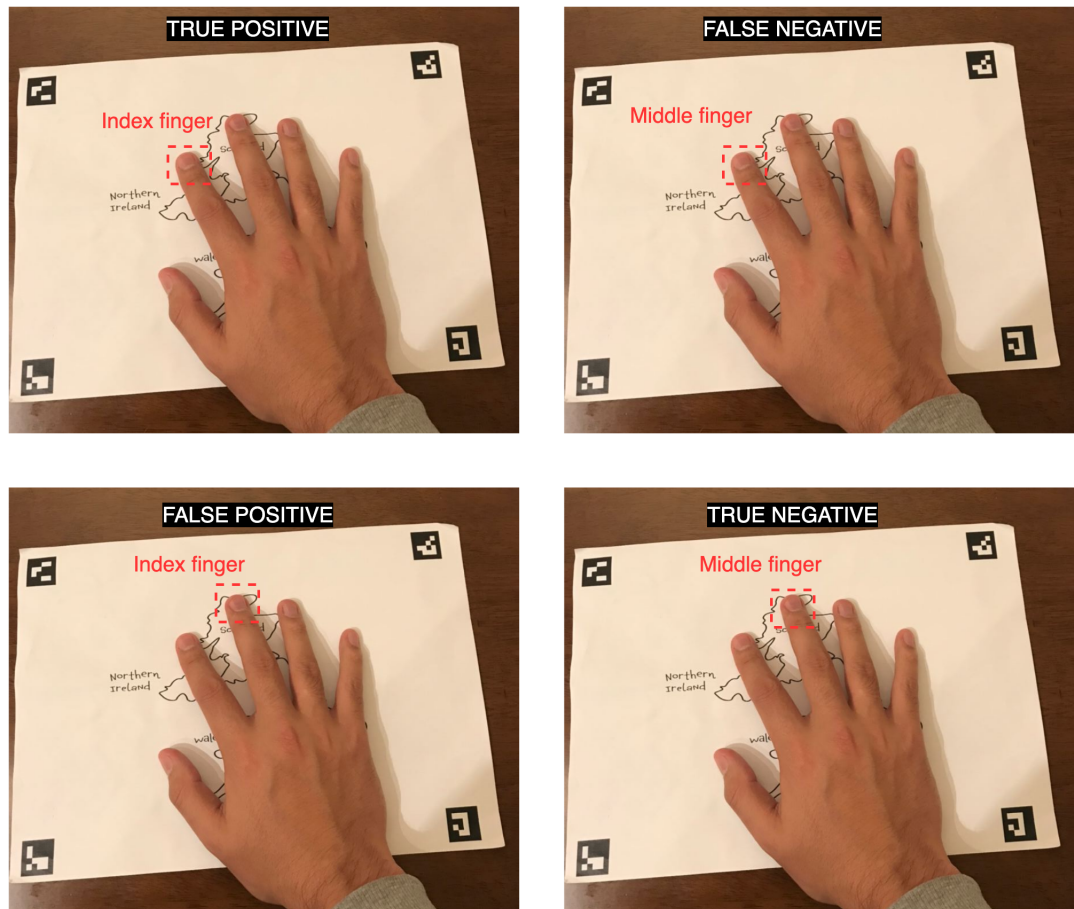 TRUE POSITIVE
Index finger
Northern
Ireland
FALSE NEGATIVE
Middle finger
Northern
Ireland
FALSE POSITIVE
Index finger
Northern
Ireland
TRUE NEGATIVE
Middle finger
Northern
Ireland